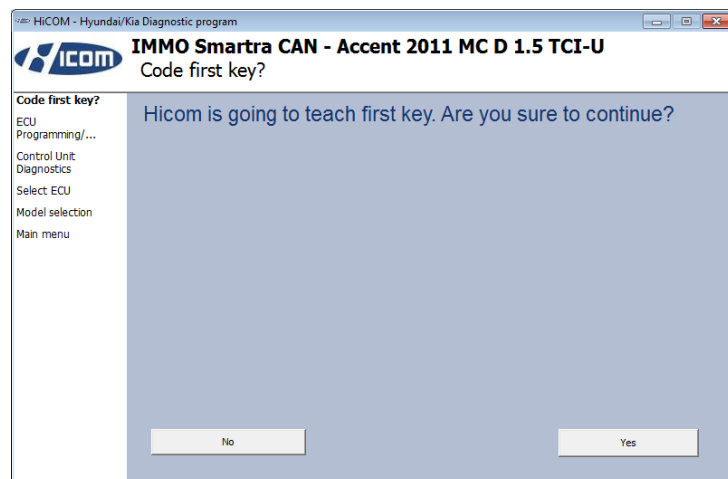 HiCOM - Hyundai/Kia Diagnostic program
HICOM
IMMO Smartra CAN - Accent 2011 MC D 1.5 TCI-U
Code first key?
Code first key?
ECU
Programming/...
Control Unit
Diagnostics
Select ECU
Model selection
Main menu
Hicom is going to teach first key. Are you sure to continue?
No
Yes